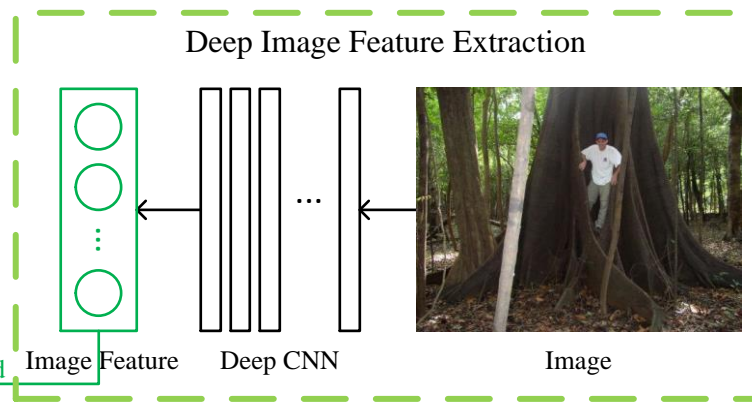 Deep Image Feature Extraction
...
Image Feature
Deep CNN
Image